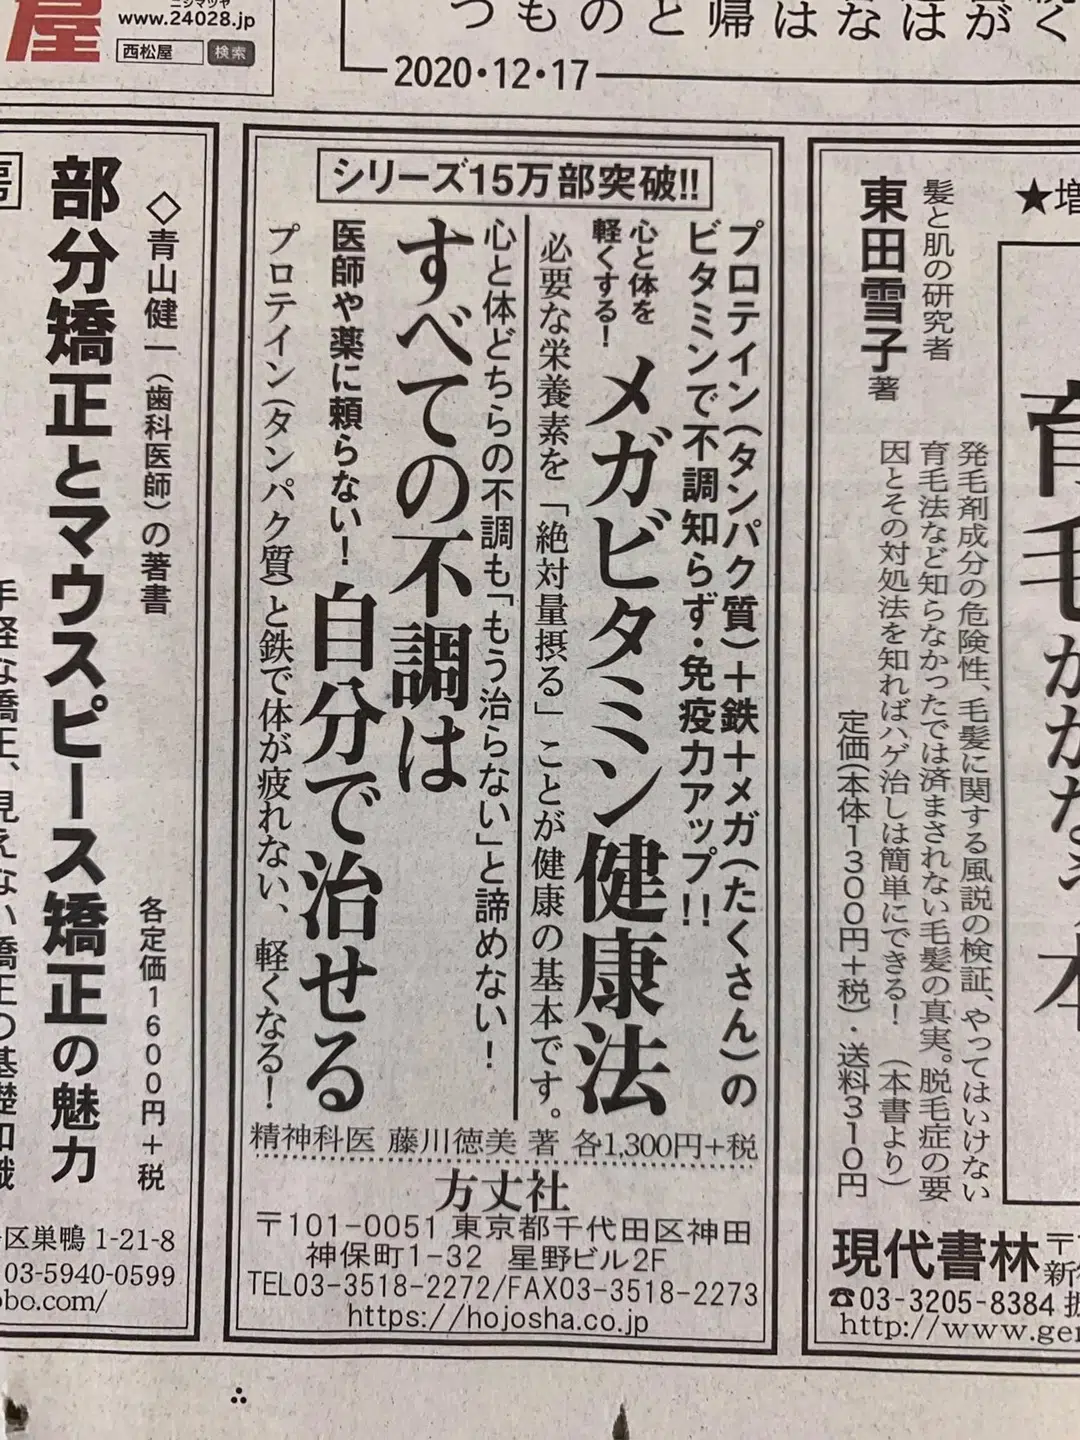 屋
ニシマツヤ
www.24028.jp
西松屋 検索
つものと帰はなはが く
2020・12・17
シリーズ15万部突破!!
プロテイン(タンパク質)+鉄+メガ(たくさん)の
ビタミンで不調知らず・免疫力アップ!!
心と体を
軽くする!
メガビタミン健康法
必要な栄養素を「絶対量摂る」ことが健康の基本です。
心と体どちらの不調も「もう治らない」と諦めない!
すべての不調は
医師や薬に頼らない!
自分で治せる
プロテイン(タンパク質)と鉄で体が疲れない、軽くなる!
精神科医 藤川徳美 著 各1,300円+税
方丈社
〒101-0051 東京都千代田区神田
神保町1-32 星野ビル2F
TEL03-3518-2272/FAX03-3518-2273
https://hojosha.co.jp
★増
育毛
髪と肌の研究者
東田雪子 著
発毛剤成分の危険性、毛髪に関する風説の検証、やってはいけない
育毛法など知らなかったでは済まされない毛髪の真実。脱毛症の要
因とその対処法を知ればハゲ治しは簡単にできる! (本書より)
定価(本体1300円+税)・送料310円
現代書林
☎03-3205-8384
http://www.ge
◇青山健一(歯科医師)の著書
各定価1600円+税
部分矯正とマウスピース矯正の魅力
手軽な矯正、見えない矯正の基礎知識
区巣鴨 1-21-8
03-5940-0599
obo.com/